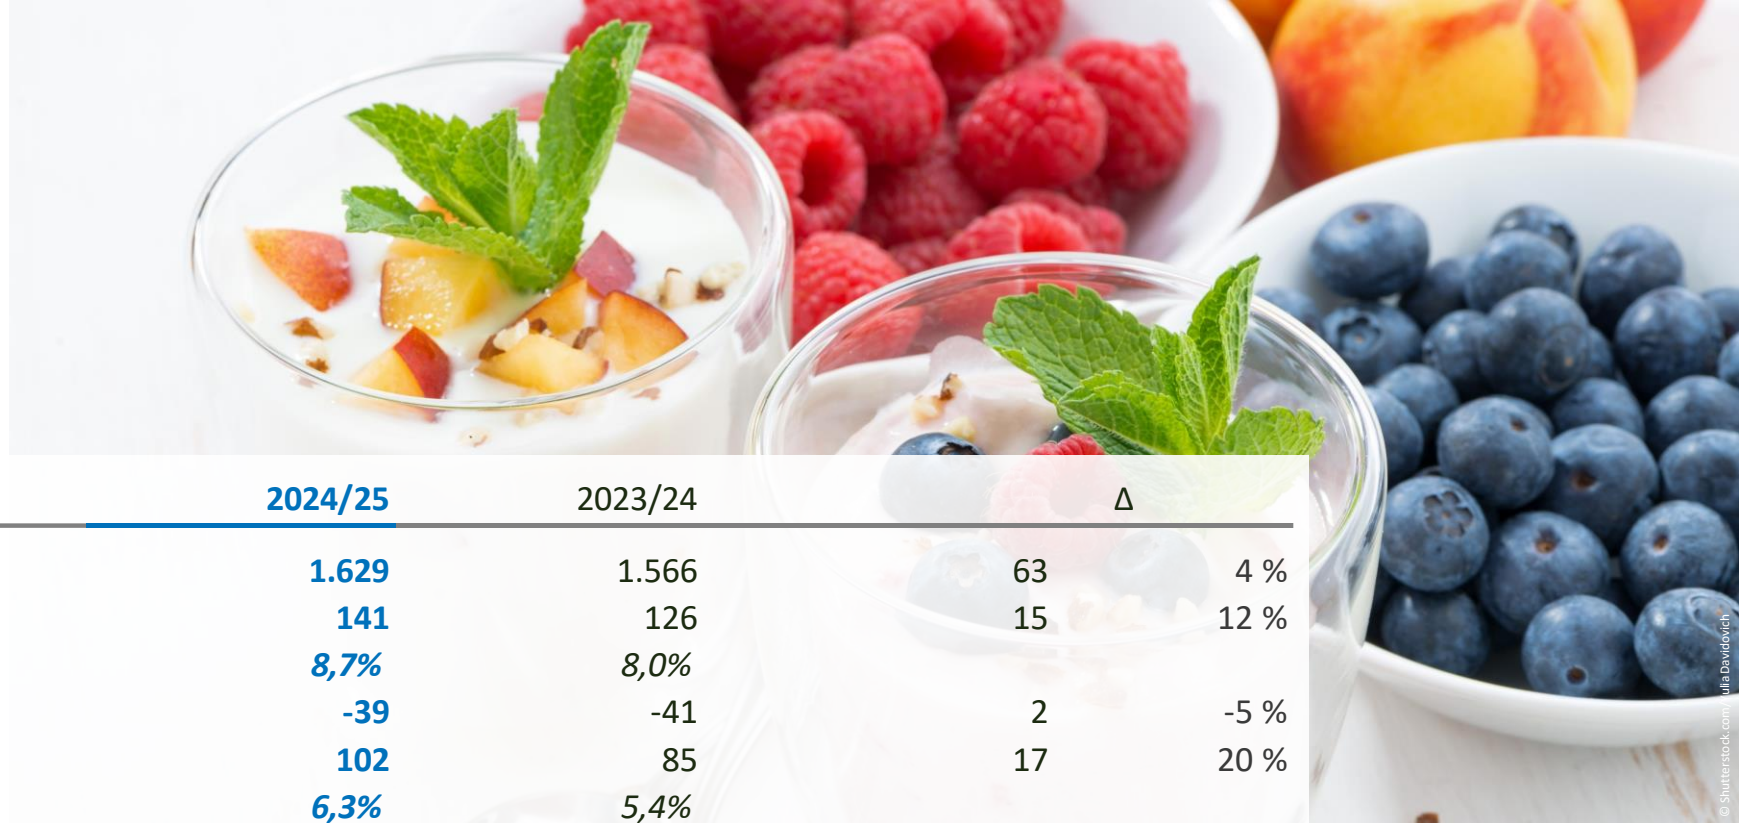 2024/25 2023/24 Δ
1.629 1.566 63 4 %
141 126 15 12 %
8,7% 8,0%
-39 -41 2 -5 %
102 85 17 20 %
6,3% 5,4%
© Shutterstock.com/ Iulia Davidovich